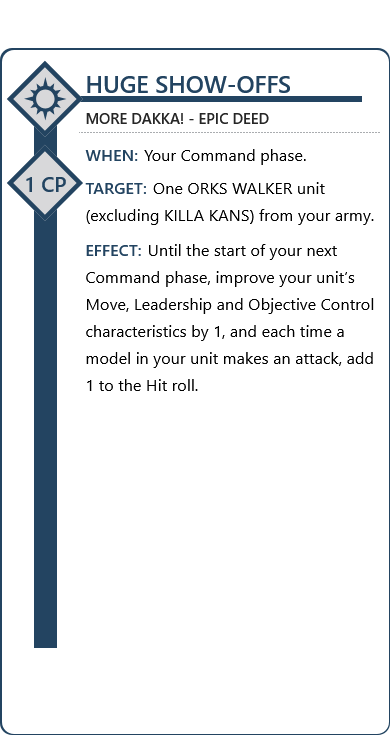 HUGE SHOW-OFFS
MORE DAKKA! - EPIC DEED
1 CP
WHEN: Your Command phase.
TARGET: One ORKS WALKER unit
(excluding KILLA KANS) from your army.
EFFECT: Until the start of your next
Command phase, improve your unit's
Move, Leadership and Objective Control
characteristics by 1, and each time a
model in your unit makes an attack, add
1 to the Hit roll.